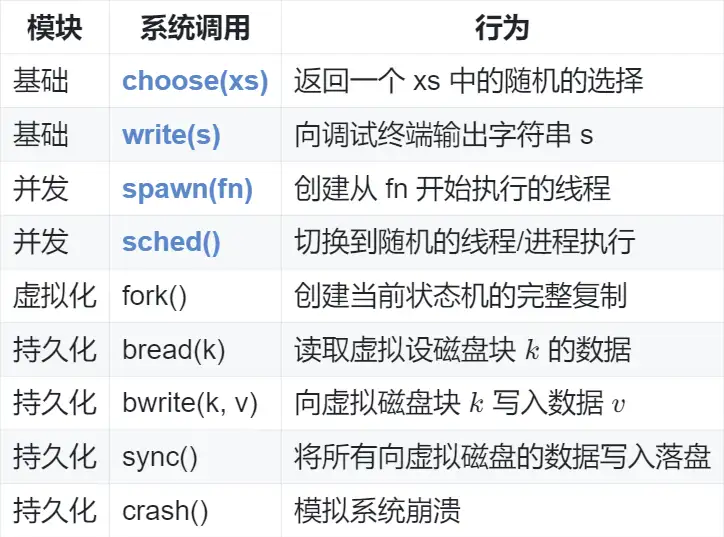 模块 系统调用 行为
基础 choose(xs) 返回一个 xs 中的随机的选择
基础 write(s) 向调试终端输出字符串 s
并发 spawn(fn) 创建从 fn 开始执行的线程
并发 sched() 切换到随机的线程/进程执行
虚拟化 fork() 创建当前状态机的完整复制
持久化 bread(k) 读取虚拟设磁盘块 k 的数据
持久化 bwrite(k, v) 向虚拟磁盘块 k 写入数据 v
持久化 sync() 将所有向虚拟磁盘的数据写入落盘
持久化 crash() 模拟系统崩溃